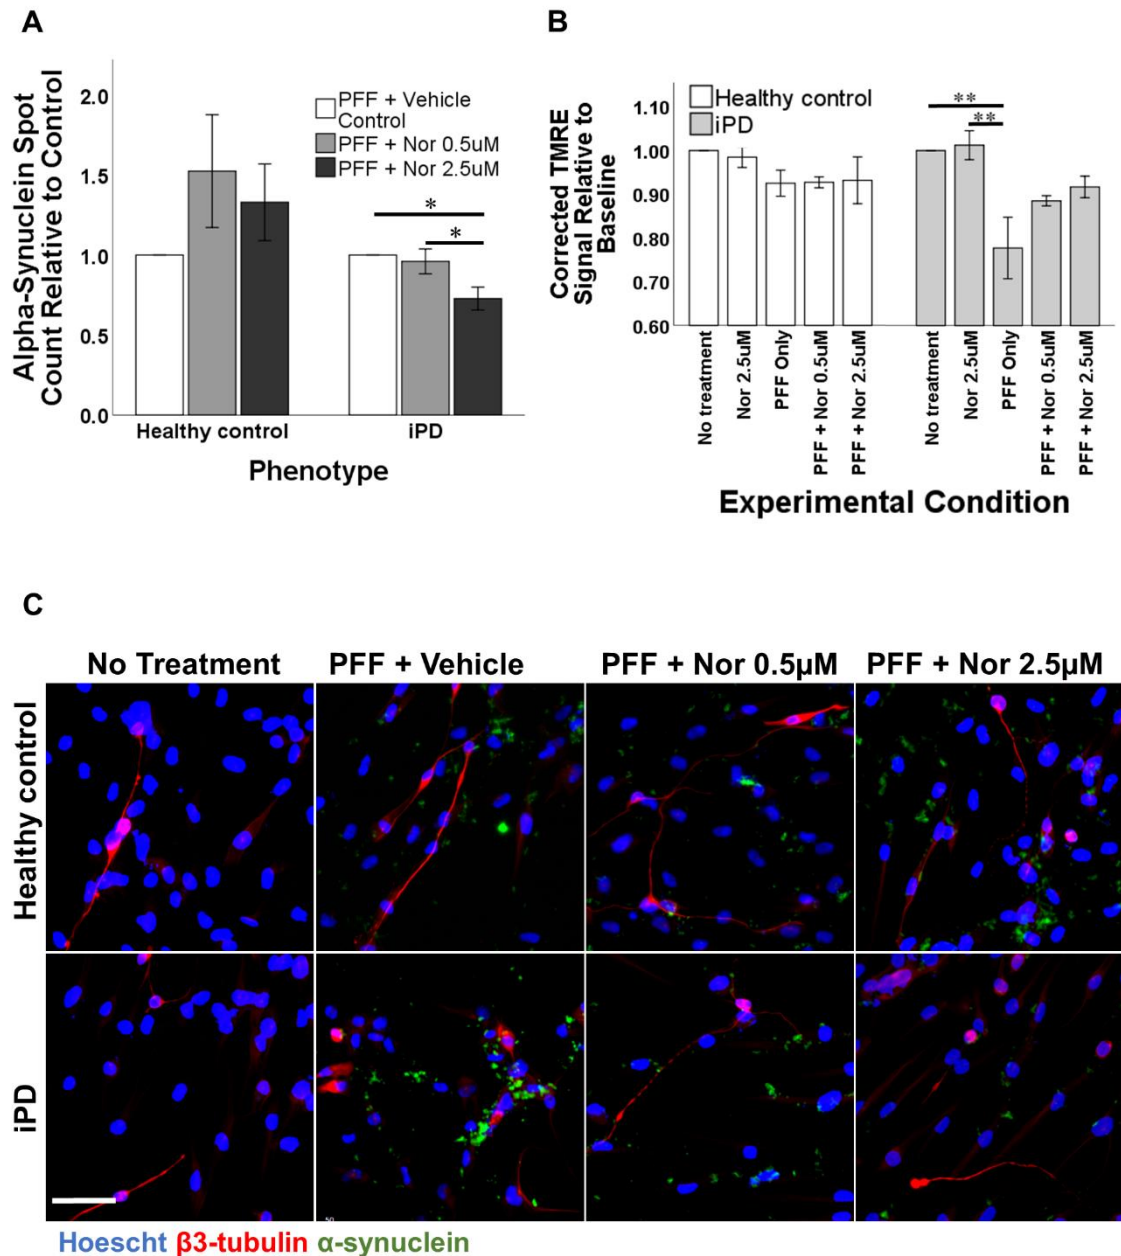 A
Alpha-Synuclein Spot
Count Relative to Control
2.0
1.5
1.0
0.5
0.0
PFF + Vehicle
Control
PFF + Nor 0.5uM
PFF + Nor 2.5uM
*
*
Healthy control
iPD
Phenotype
B
Corrected TMRE
Signal Relative to
Baseline
1.10
1.00
0.90
0.80
0.70
0.60
Healthy control
iPD
**
**
No treatment
Nor 2.5uM
PFF Only
PFF + Nor 0.5uM
PFF + Nor 2.5uM
No treatment
Nor 2.5uM
PFF Only
PFF + Nor 0.5uM
PFF + Nor 2.5uM
Experimental Condition
C
No Treatment
PFF + Vehicle
PFF + Nor 0.5µM
PFF + Nor 2.5µM
Healthy control
iPD
50
Hoescht β3-tubulin α-synuclein